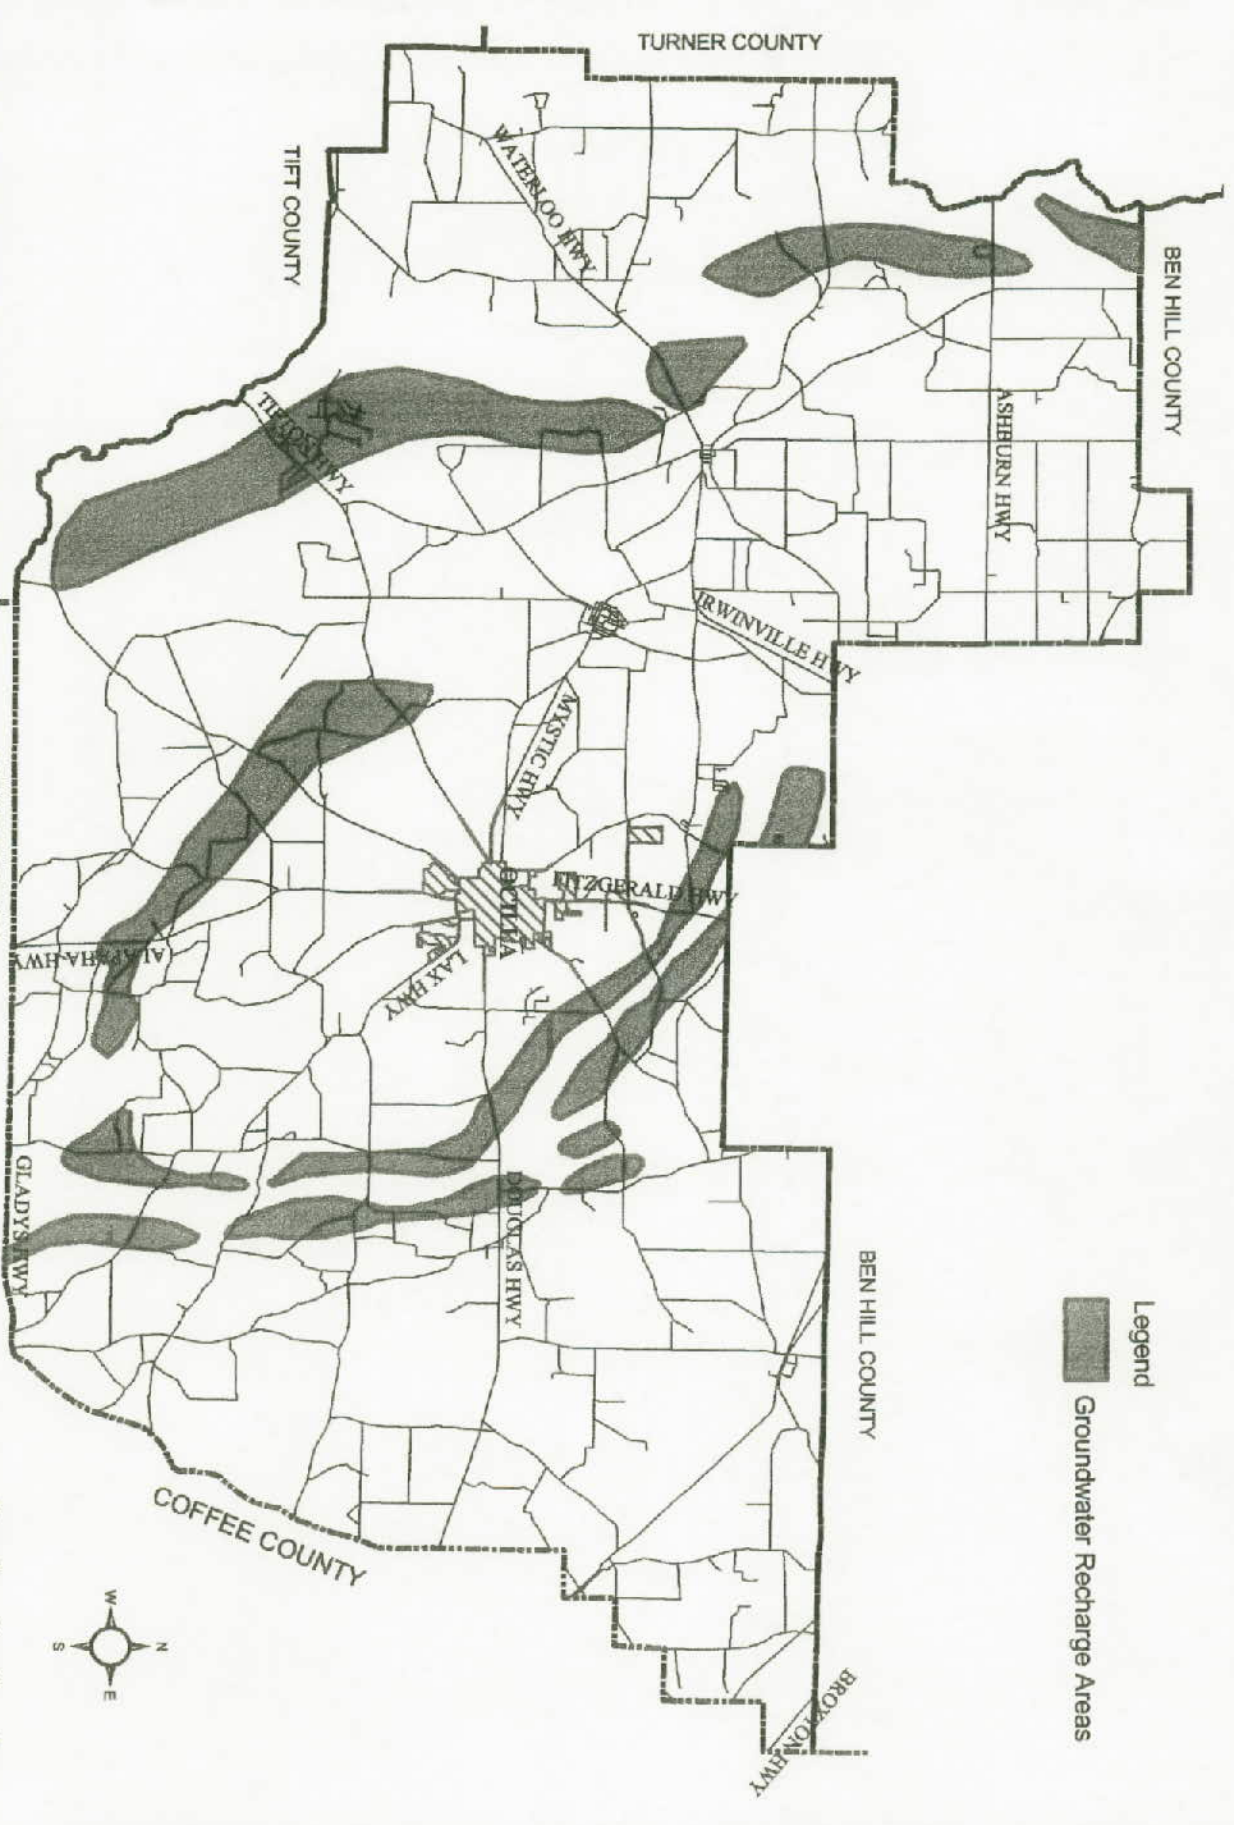 TURNER COUNTY
TIFT COUNTY
WATERLOO HWY
BEN HILL COUNTY
ASHBURN HWY
TIFTON HWY
IRWINVILLE HWY
MYSTIC HWY
FITZGERALD HWY
OCILLA
LAX HWY
ALAPAHA HWY
GLADYS HWY
DOUGLAS HWY
BEN HILL COUNTY
COFFEE COUNTY
BROXTON HWY
Legend
Groundwater Recharge Areas
N
W
E
S